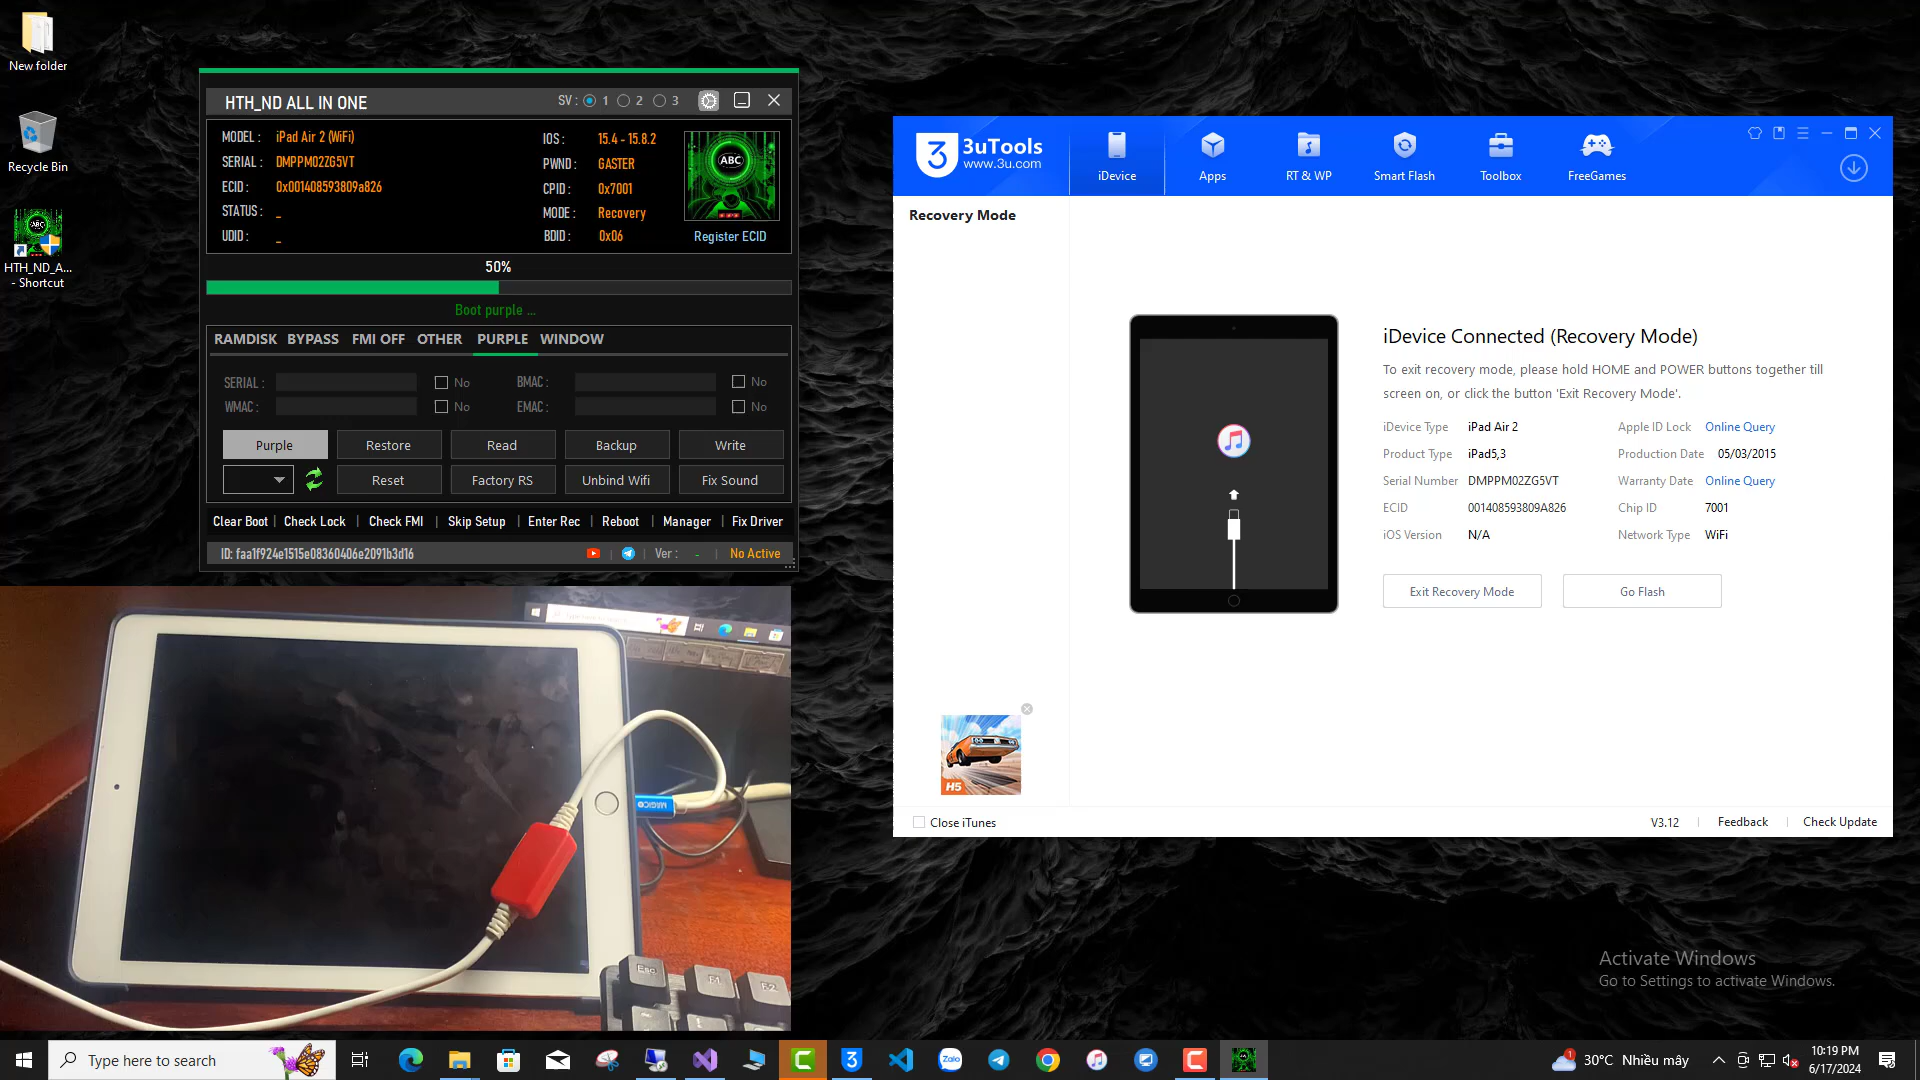 New folder
Recycle Bin
HTH_ND_A...
- Shortcut
HTH_ND ALL IN ONE
SV : 1 2 3
MODEL : iPad Air 2 (WiFi)
SERIAL : DMPPM02ZG5VT
ECID : 0x001408593809a826
STATUS : _
UDID : _
IOS : 15.4 - 15.8.2
PWND : GASTER
CPID : 0x7001
MODE : Recovery
BDID : 0x06
ABC
Register ECID
50%
Boot purple ...
RAMDISK BYPASS FMI OFF OTHER PURPLE WINDOW
SERIAL : No BMAC : No
WMAC : No EMAC : No
Purple Restore Read Backup Write
Reset Factory RS Unbind Wifi Fix Sound
Clear Boot | Check Lock | Check FMI | Skip Setup | Enter Rec | Reboot | Manager | Fix Driver
ID: faa1f924e1515e08360406e2091b3d16 | | Ver : - | No Active
3uTools
www.3u.com
iDevice
Apps
RT & WP
Smart Flash
Toolbox
FreeGames
Recovery Mode
iDevice Connected (Recovery Mode)
To exit recovery mode, please hold HOME and POWER buttons together till
screen on, or click the button 'Exit Recovery Mode'.
iDevice Type iPad Air 2 Apple ID Lock Online Query
Product Type iPad5,3 Production Date 05/03/2015
Serial Number DMPPM02ZG5VT Warranty Date Online Query
ECID 001408593809A826 Chip ID 7001
iOS Version N/A Network Type WiFi
Exit Recovery Mode Go Flash
H5
Close iTunes
V3.12 | Feedback | Check Update
Esc
F1
F2
Activate Windows
Go to Settings to activate Windows.
Type here to search
Zalo
1
30°C Nhiều mây
10:19 PM
6/17/2024